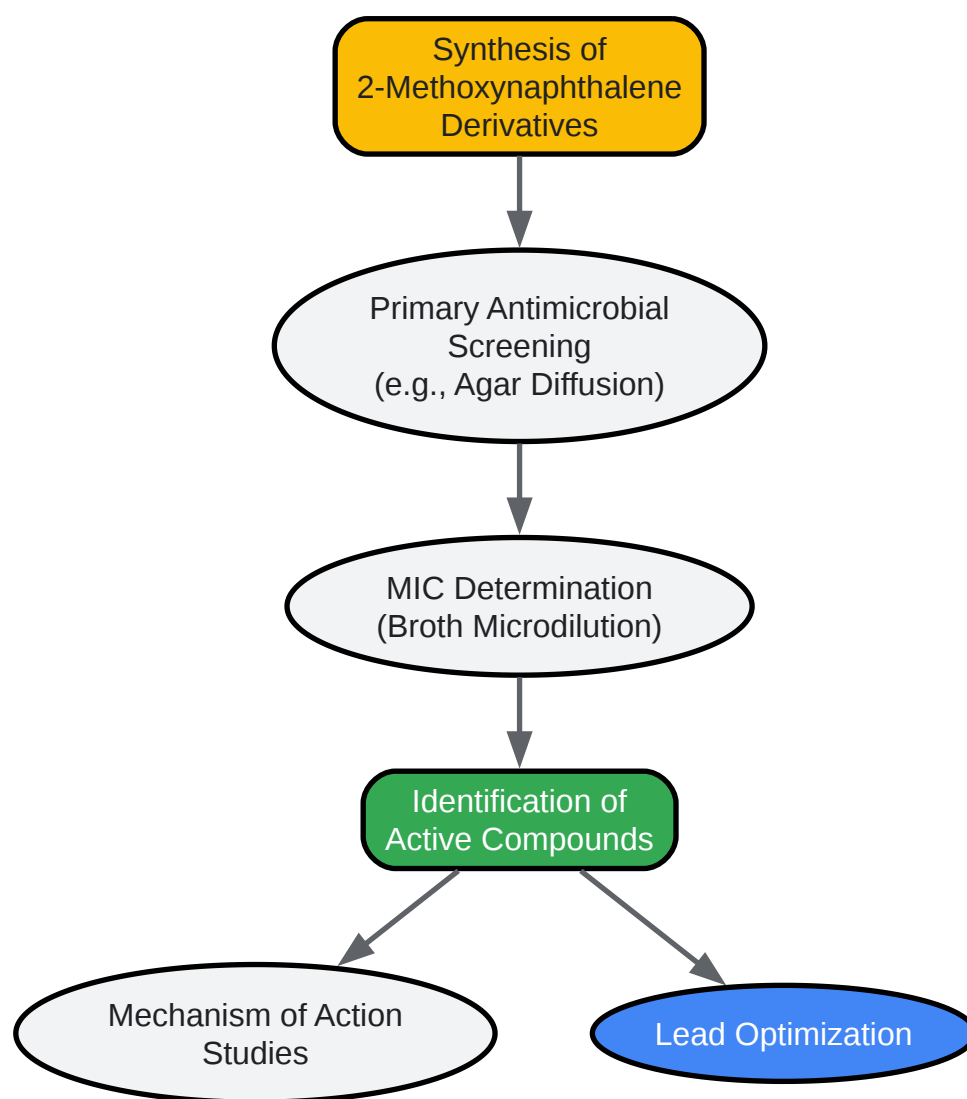 Synthesis of
2-Methoxynaphthalene
Derivatives
Primary Antimicrobial
Screening
(e.g., Agar Diffusion)
MIC Determination
(Broth Microdilution)
Identification of
Active Compounds
Mechanism of Action
Studies
Lead Optimization